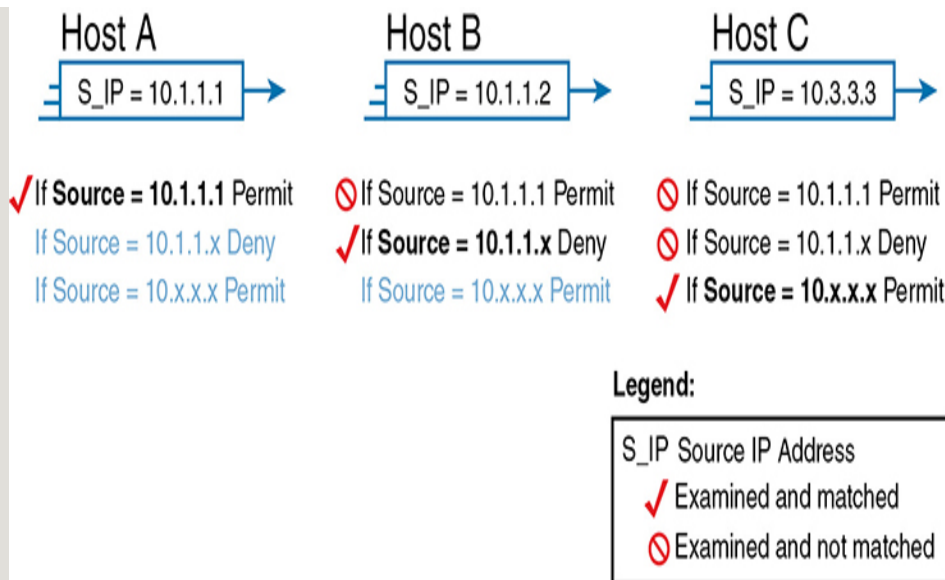 Host A
S_IP = 10.1.1.1
If Source = 10.1.1.1 Permit
If Source = 10.1.1.x Deny
If Source = 10.x.x.x Permit
Host B
S_IP = 10.1.1.2
If Source = 10.1.1.1 Permit
If Source = 10.1.1.x Deny
If Source = 10.x.x.x Permit
Host C
S_IP = 10.3.3.3
If Source = 10.1.1.1 Permit
If Source = 10.1.1.x Deny
If Source = 10.x.x.x Permit
Legend:
S_IP Source IP Address
Examined and matched
Examined and not matched